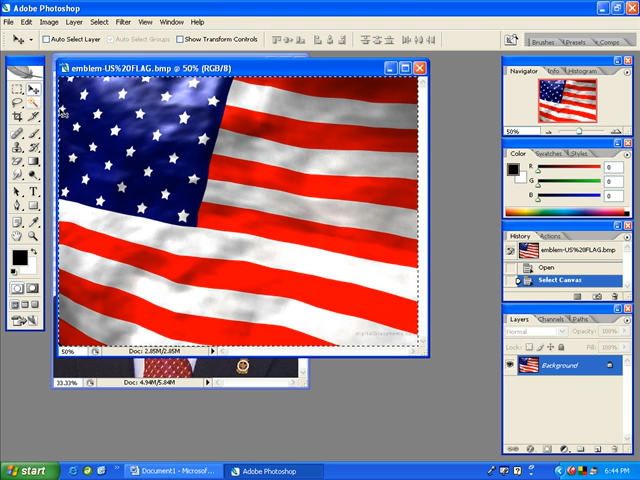 Adobe Photoshop
File Edit Image Layer Select Filter View Window Help
Auto Select Layer Auto Select Groups Show Transform Controls
Brushes Presets Comps
emblem-US%20FLAG.bmp @ 50% (RGB/8)
Navigator Info Histogram
50%
Color Swatches Styles
R 0
G 0
B 0
History Actions
emblem-US%20FLAG.bmp
Open
Select Canvas
Layers Channels Paths
Normal Opacity: 100%
Lock: Fill: 100%
Background
50% Doc: 2.85M/2.85M
33.33% Doc: 4.94M/5.84M
start Document1 - Microsof... Adobe Photoshop 6:44 PM